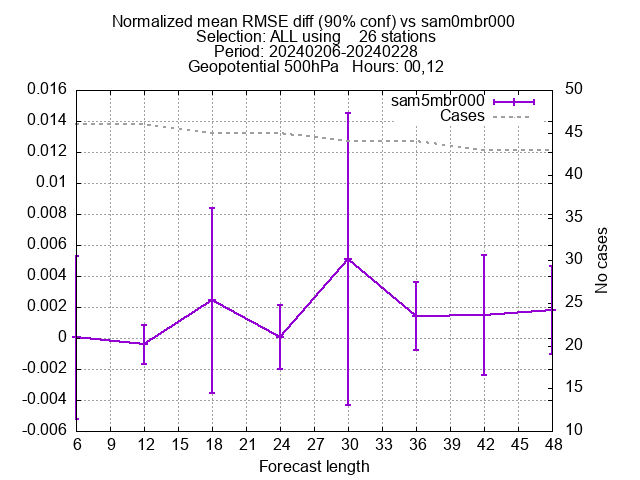 Normalized mean RMSE diff (90% conf) vs sam0mbr000
Selection: ALL using    26 stations
Period: 20240206-20240228
Geopotential 500hPa   Hours: 00,12
0.016
0.014
0.012
0.01
0.008
0.006
0.004
0.002
0
-0.002
-0.004
-0.006
sam5mbr000
Cases
50
45
40
35
30
25
20
15
10
No cases
6 9 12 15 18 21 24 27 30 33 36 39 42 45 48
Forecast length